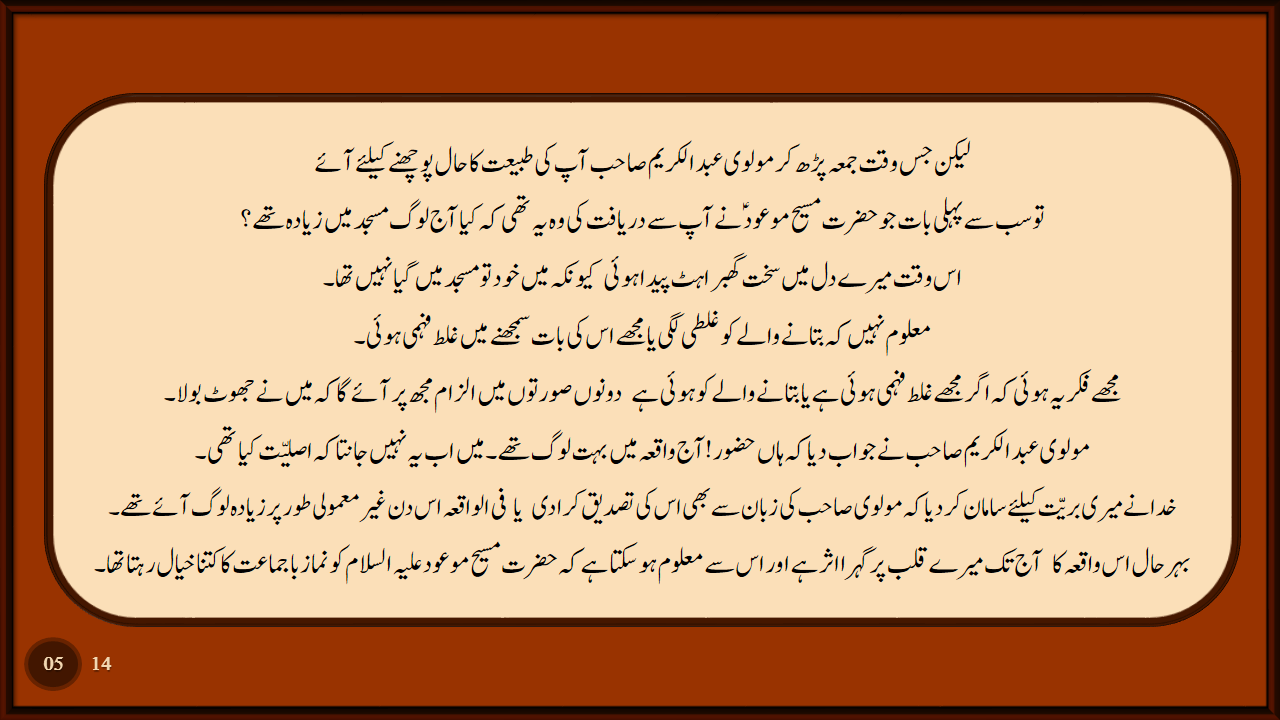 لیکن جس وقت جمعہ پڑھ کر مولوی عبد الکریم صاحب آپ کی طبیعت کا حال پوچھنے کیلئے آئے
تو سب سے پہلی بات جو حضرت مسیح موعودؑ نے آپ سے دریافت کی وہ یہ تھی کہ کیا آج لوگ مسجد میں زیادہ تھے؟
اس وقت میرے دل میں سخت گھبراہٹ پیدا ہوئی کیونکہ میں خود تو مسجد میں گیا نہیں تھا۔
معلوم نہیں کہ بتانے والے کو غلطی لگی یا مجھے اس کی بات سمجھنے میں غلط فہمی ہوئی۔
مجھے فکر یہ ہوئی کہ اگر مجھے غلط فہمی ہوئی ہے یا بتانے والے کو ہوئی ہے دونوں صورتوں میں الزام مجھ پر آئے گا کہ میں نے جھوٹ بولا۔
مولوی عبد الکریم صاحب نے جواب دیا کہ ہاں حضور! آج واقعہ میں بہت لوگ تھے۔ میں اب یہ نہیں جانتا کہ اصلیّت کیا تھی۔
خدا نے میری بریّت کیلئے سامان کر دیا کہ مولوی صاحب کی زبان سے بھی اس کی تصدیق کرا دی یا فی الواقعہ اس دن غیر معمولی طور پر زیادہ لوگ آئے تھے۔
بہر حال اس واقعہ کا آج تک میرے قلب پر گہرا اثر ہے اور اس سے معلوم ہو سکتا ہے کہ حضرت مسیح موعود علیہ السلام کو نماز باجماعت کا کتنا خیال رہتا تھا۔
05 14